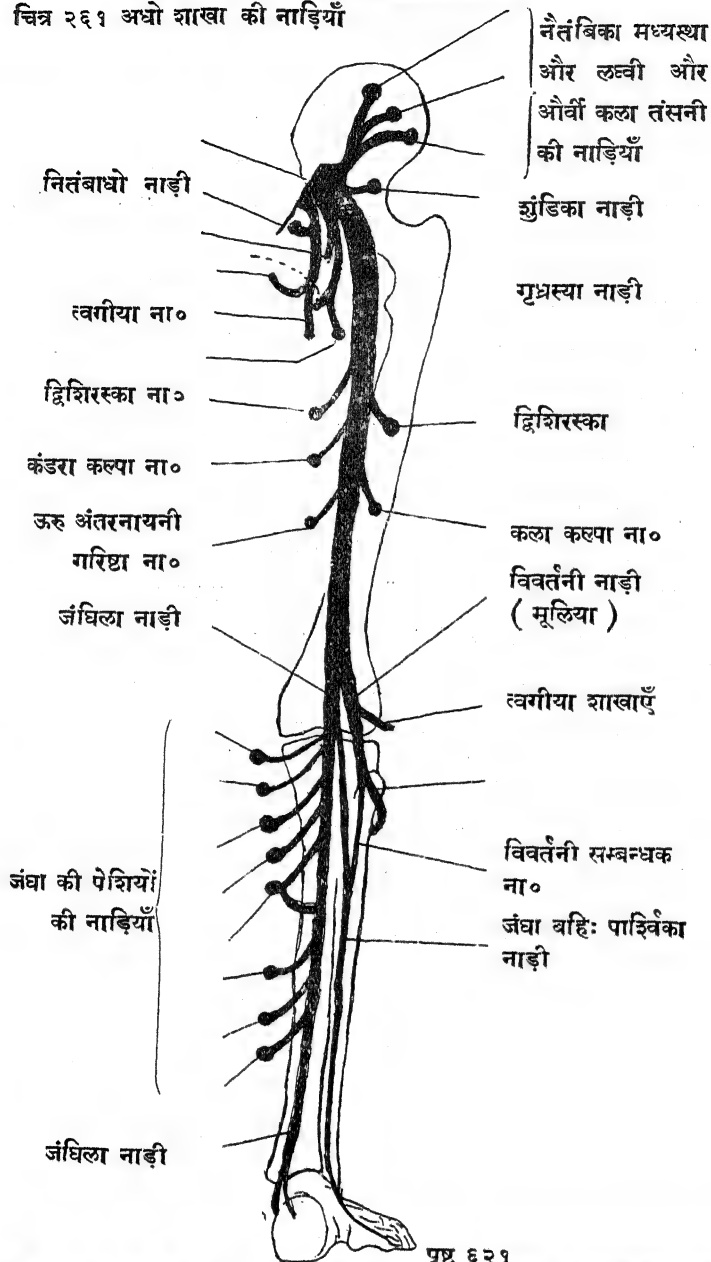 चित्र २६१ अधो शाखा की नाड़ियाँ
नैतंबिका मध्यस्था
और लघ्वी और
और्वी कला तंसनी
की नाड़ियाँ
नितंबाधो नाड़ी
शुंडिका नाड़ी
गृध्रस्या नाड़ी
त्वगीया ना०
द्विशिरस्का ना०
द्विशिरस्का
कंडरा कल्पा ना०
ऊरु अंतरनायनी
गरिष्टा ना०
कला कल्पा ना०
विवर्तनी नाड़ी
( मूलिया )
जंघिला नाड़ी
त्वगीया शाखाएँ
जंघा की पेशियों
की नाड़ियाँ
विवर्तनी सम्बन्धक
ना०
जंघा बहिः पार्श्विका
नाड़ी
जंघिला नाड़ी
पृष्ठ ६२१